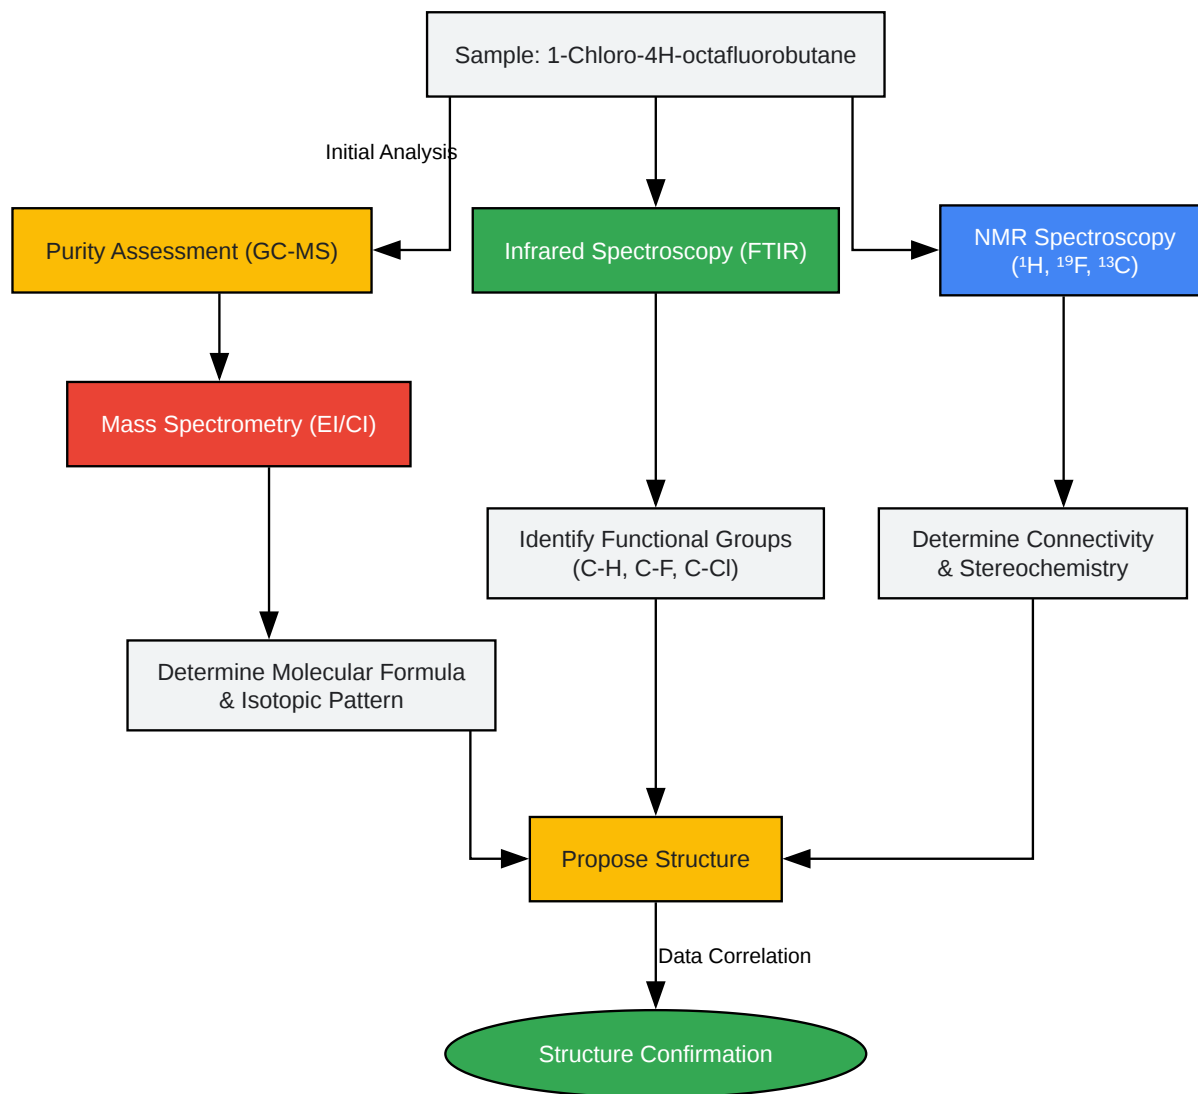 Sample: 1-Chloro-4H-octafluorobutane
Initial Analysis
Purity Assessment (GC-MS)
Infrared Spectroscopy (FTIR)
NMR Spectroscopy
(¹H, ¹⁹F, ¹³C)
Mass Spectrometry (EI/CI)
Identify Functional Groups
(C-H, C-F, C-Cl)
Determine Connectivity
& Stereochemistry
Determine Molecular Formula
& Isotopic Pattern
Propose Structure
Data Correlation
Structure Confirmation